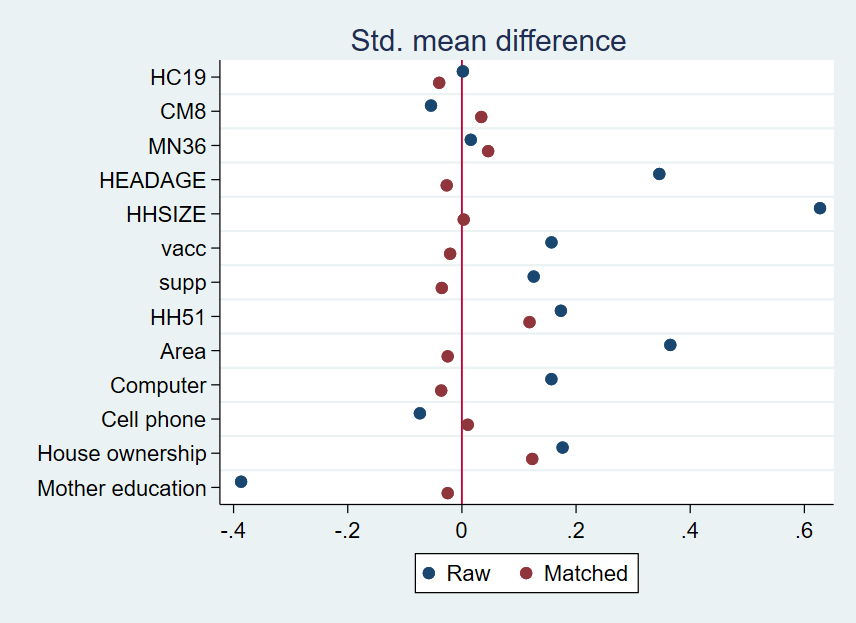 Std. mean difference
HC19
CM8
MN36
HEADAGE
HHSIZE
vacc
supp
HH51
Area
Computer
Cell phone
House ownership
Mother education
-.4 -.2 0 .2 .4 .6
Raw Matched